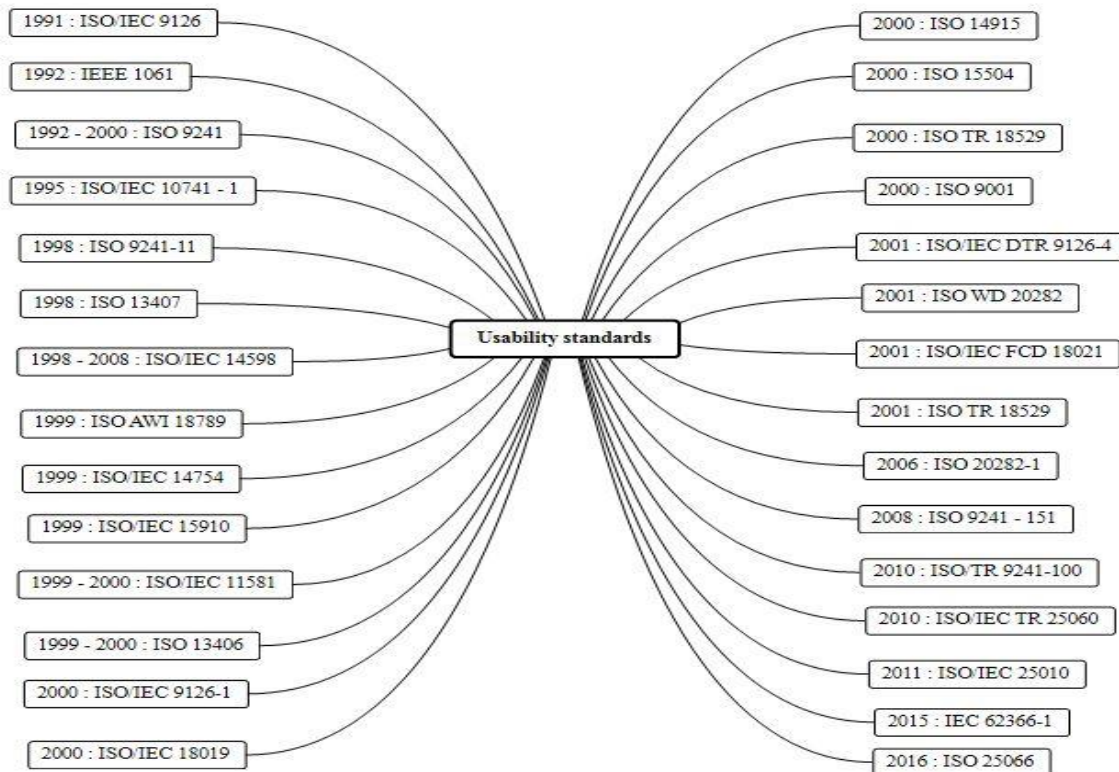 1991 : ISO/IEC 9126
1992 : IEEE 1061
1992 - 2000 : ISO 9241
1995 : ISO/IEC 10741 - 1
1998 : ISO 9241-11
1998 : ISO 13407
1998 - 2008 : ISO/IEC 14598
1999 : ISO AWI 18789
1999 : ISO/IEC 14754
1999 : ISO/IEC 15910
1999 - 2000 : ISO/IEC 11581
1999 - 2000 : ISO 13406
2000 : ISO/IEC 9126-1
2000 : ISO/IEC 18019
Usability standards
2000 : ISO 14915
2000 : ISO 15504
2000 : ISO TR 18529
2000 : ISO 9001
2001 : ISO/IEC DTR 9126-4
2001 : ISO WD 20282
2001 : ISO/IEC FCD 18021
2001 : ISO TR 18529
2006 : ISO 20282-1
2008 : ISO 9241 - 151
2010 : ISO/TR 9241-100
2010 : ISO/IEC TR 25060
2011 : ISO/IEC 25010
2015 : IEC 62366-1
2016 : ISO 25066